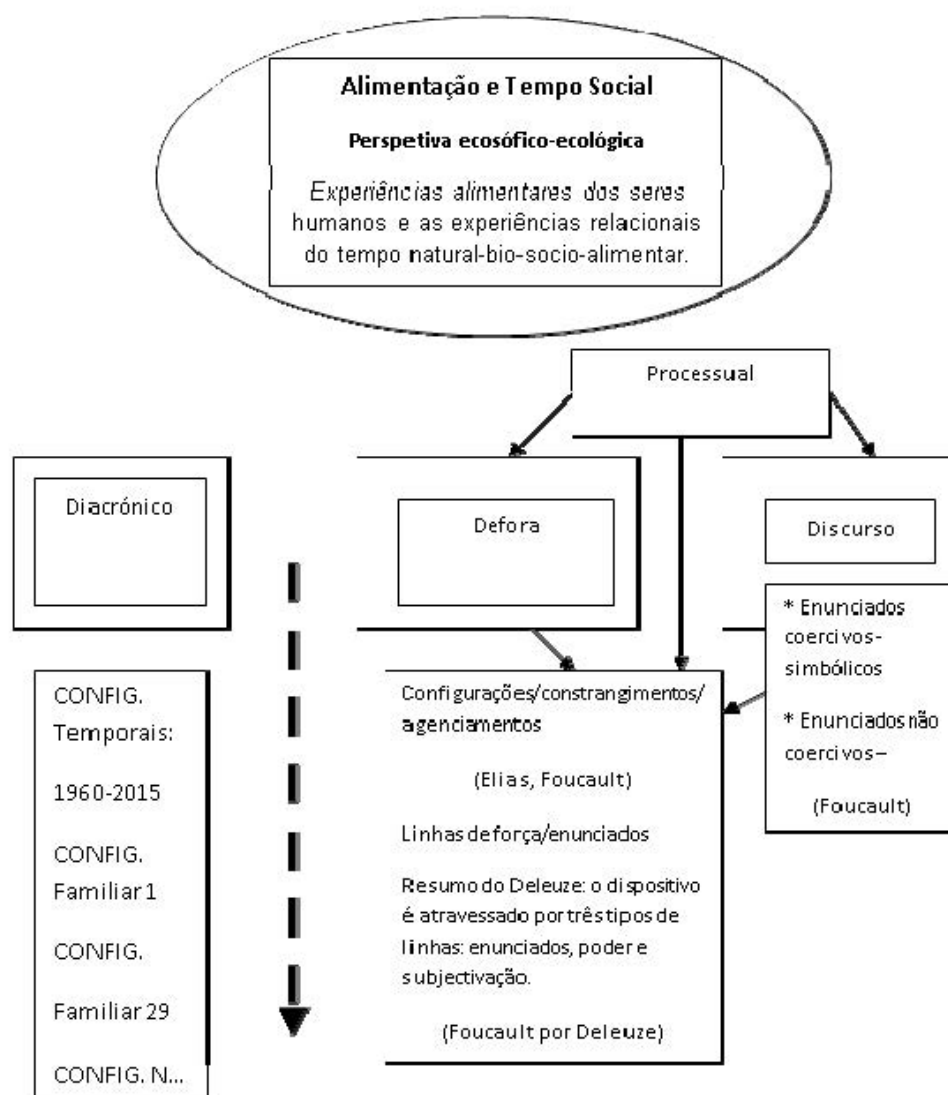 Alimentação e Tempo Social
Perspetiva ecosófico-ecológica
Experiências alimentares dos seres
humanos e as experiências relacionais
do tempo natural-bio-socio-alimentar.
Processual
Diacrónico
Defora
Discurso
CONFIG.
Temporais:
1960-2015
CONFIG.
Familiar 1
CONFIG.
Familiar 29
CONFIG. N...
Configurações/constrangimentos/
agenciamentos
(Elias, Foucault)
Linhas de força/enunciados
Resumo do Deleuze: o dispositivo
é atravessado por três tipos de
linhas: enunciados, poder e
subjectivação.
(Foucault por Deleuze)
* Enunciados
coercivos-
simbólicos
* Enunciados não
coercivos–
(Foucault)